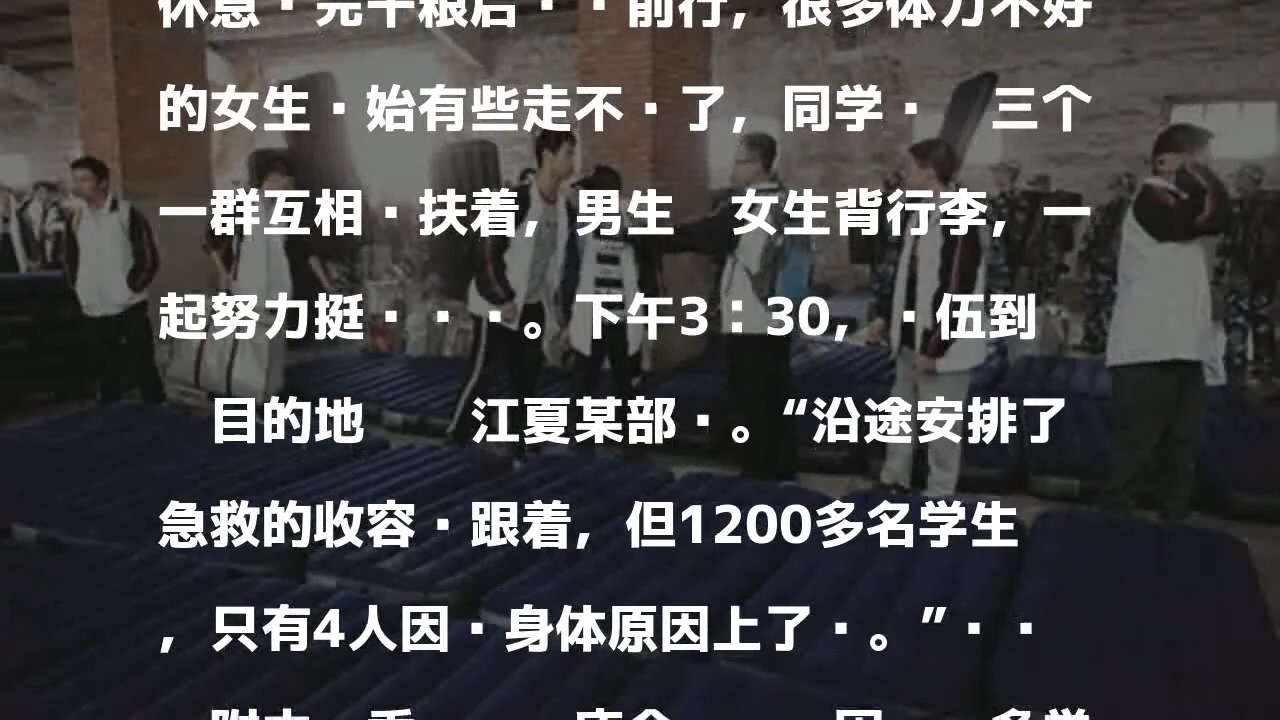 休息·完干粮后··前行，很多体力不好
的女生·始有些走不·了，同学·　三个
一群互相·扶着，男生　女生背行李，一
起努力挺···。下午3：30，·伍到
目的地　　江夏某部·。“沿途安排了
急救的收容·跟着，但1200多名学生
，只有4人因·身体原因上了·。”··